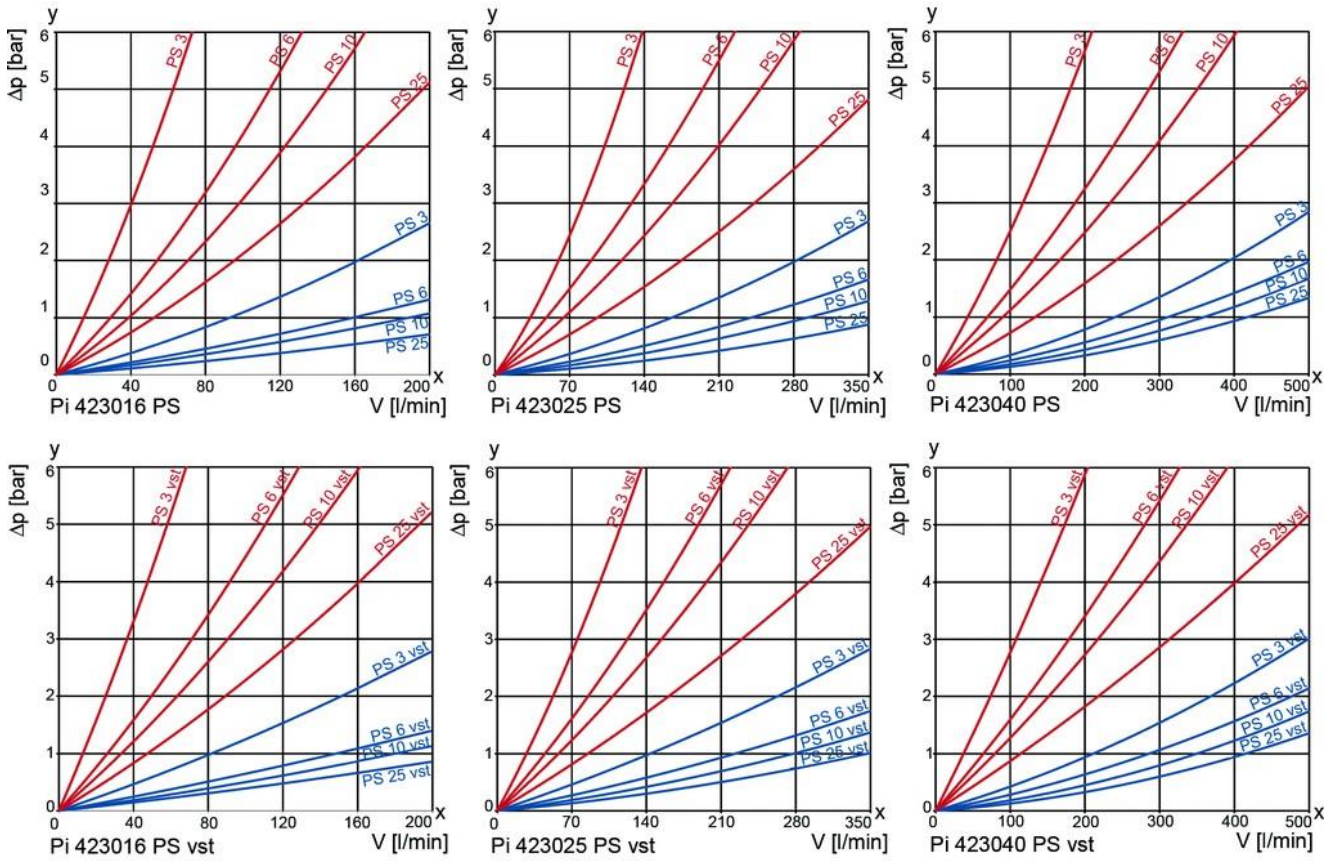 y
Δp [bar]
6
5
4
3
2
1
0
PS 3
PS 6
PS 10
PS 25
PS 3
PS 6
PS 10
PS 25
0 40 80 120 160 200 x
Pi 423016 PS V [l/min]
y
Δp [bar]
6
5
4
3
2
1
0
PS 3
PS 6
PS 10
PS 25
PS 3
PS 6
PS 10
PS 25
0 70 140 210 280 350 x
Pi 423025 PS V [l/min]
y
Δp [bar]
6
5
4
3
2
1
0
PS 3
PS 6
PS 10
PS 25
PS 3
PS 6
PS 10
PS 25
0 100 200 300 400 500 x
Pi 423040 PS V [l/min]
y
Δp [bar]
6
5
4
3
2
1
0
PS 3 vst
PS 6 vst
PS 10 vst
PS 25 vst
PS 3 vst
PS 6 vst
PS 10 vst
PS 25 vst
0 40 80 120 160 200 x
Pi 423016 PS vst V [l/min]
y
Δp [bar]
6
5
4
3
2
1
0
PS 3 vst
PS 6 vst
PS 10 vst
PS 25 vst
PS 3 vst
PS 6 vst
PS 10 vst
PS 25 vst
0 70 140 210 280 350 x
Pi 423025 PS vst V [l/min]
y
Δp [bar]
6
5
4
3
2
1
0
PS 3 vst
PS 6 vst
PS 10 vst
PS 25 vst
PS 3 vst
PS 6 vst
PS 10 vst
PS 25 vst
0 100 200 300 400 500 x
Pi 423040 PS vst V [l/min]